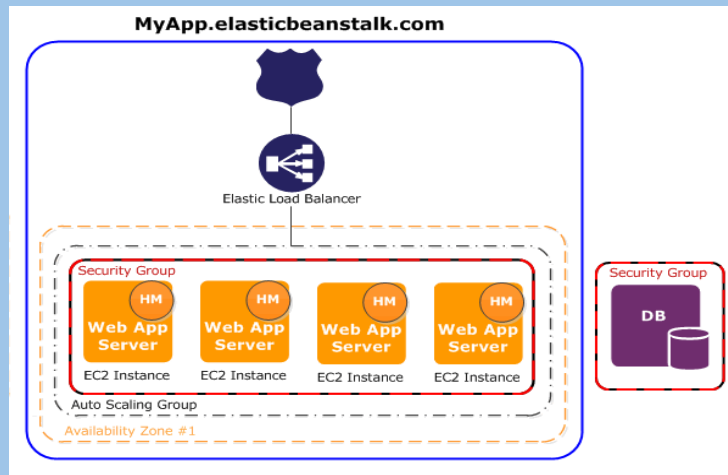 MyApp.elasticbeanstalk.com
Elastic Load Balancer
Security Group
HM
HM
HM
HM
Web App
Server
Web App
Server
Web App
Server
Web App
Server
EC2 Instance
EC2 Instance
EC2 Instance
EC2 Instance
Auto Scaling Group
Availability Zone #1
Security Group
DB